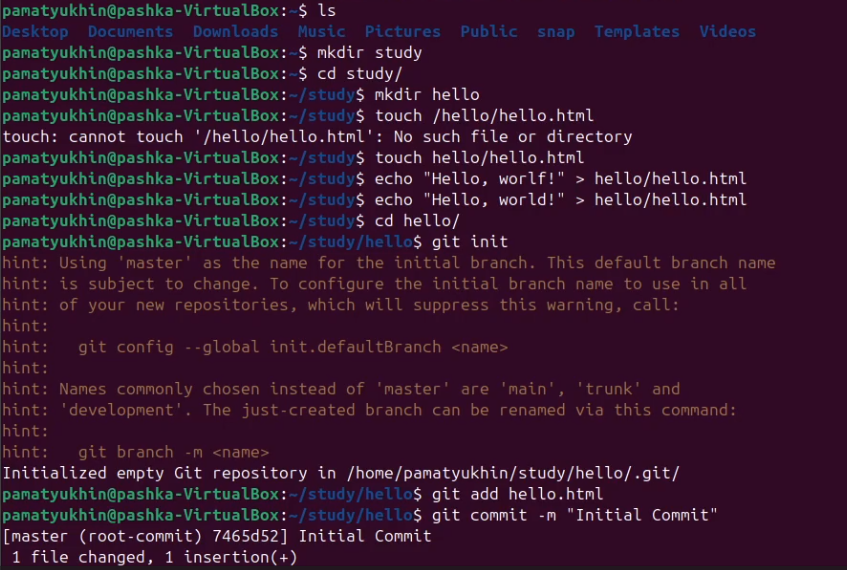 pamatyukhin@pashka-VirtualBox:~$ ls
Desktop  Documents  Downloads  Music  Pictures  Public  snap  Templates  Videos
pamatyukhin@pashka-VirtualBox:~$ mkdir study
pamatyukhin@pashka-VirtualBox:~$ cd study/
pamatyukhin@pashka-VirtualBox:~/study$ mkdir hello
pamatyukhin@pashka-VirtualBox:~/study$ touch /hello/hello.html
touch: cannot touch '/hello/hello.html': No such file or directory
pamatyukhin@pashka-VirtualBox:~/study$ touch hello/hello.html
pamatyukhin@pashka-VirtualBox:~/study$ echo "Hello, worlf!" > hello/hello.html
pamatyukhin@pashka-VirtualBox:~/study$ echo "Hello, world!" > hello/hello.html
pamatyukhin@pashka-VirtualBox:~/study$ cd hello/
pamatyukhin@pashka-VirtualBox:~/study/hello$ git init
hint: Using 'master' as the name for the initial branch. This default branch name
hint: is subject to change. To configure the initial branch name to use in all
hint: of your new repositories, which will suppress this warning, call:
hint:
hint:   git config --global init.defaultBranch <name>
hint:
hint: Names commonly chosen instead of 'master' are 'main', 'trunk' and
hint: 'development'. The just-created branch can be renamed via this command:
hint:
hint:   git branch -m <name>
Initialized empty Git repository in /home/pamatyukhin/study/hello/.git/
pamatyukhin@pashka-VirtualBox:~/study/hello$ git add hello.html
pamatyukhin@pashka-VirtualBox:~/study/hello$ git commit -m "Initial Commit"
[master (root-commit) 7465d52] Initial Commit
 1 file changed, 1 insertion(+)